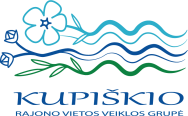 KUPIŠKIO
RAJONO VIETOS VEIKLOS GRUPĖ